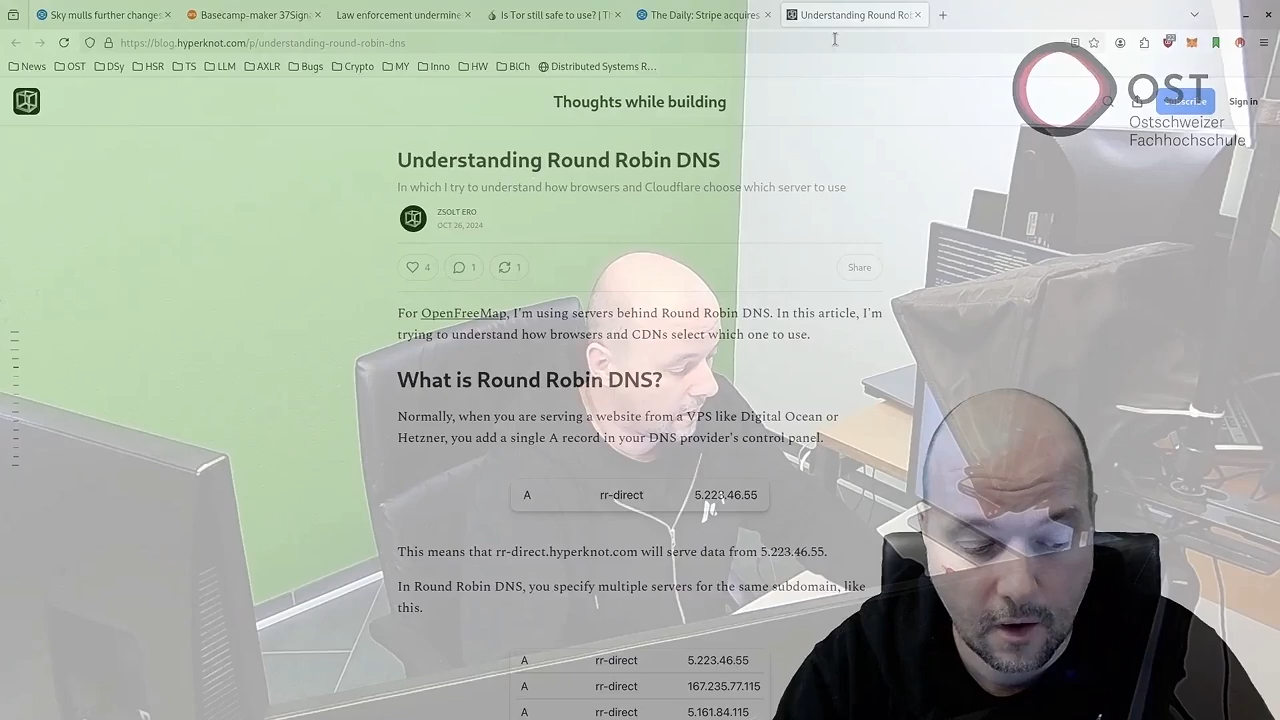 Sky mulls further changes
Basecamp-maker 37Sign
Law enforcement undermine
Is Tor still safe to use? | Th
The Daily: Stripe acquires
Understanding Round Rob
https://blog.hyperknot.com/p/understanding-round-robin-dns
News OST DSy HSR TS LLM AXLR Bugs Crypto MY Inno HW BlCh Distributed Systems R...
Thoughts while building
Subscribe
Sign in
OST
Ostschweizer
Fachhochschule
Understanding Round Robin DNS
In which I try to understand how browsers and Cloudflare choose which server to use
ZSOLT ERO
OCT 26, 2024
4 1 1 Share
For OpenFreeMap, I'm using servers behind Round Robin DNS. In this article, I'm
trying to understand how browsers and CDNs select which one to use.
What is Round Robin DNS?
Normally, when you are serving a website from a VPS like Digital Ocean or
Hetzner, you add a single A record in your DNS provider's control panel.
A rr-direct 5.223.46.55
This means that rr-direct.hyperknot.com will serve data from 5.223.46.55.
In Round Robin DNS, you specify multiple servers for the same subdomain, like
this.
A rr-direct 5.223.46.55
A rr-direct 167.235.77.115
A rr-direct 5.161.84.115